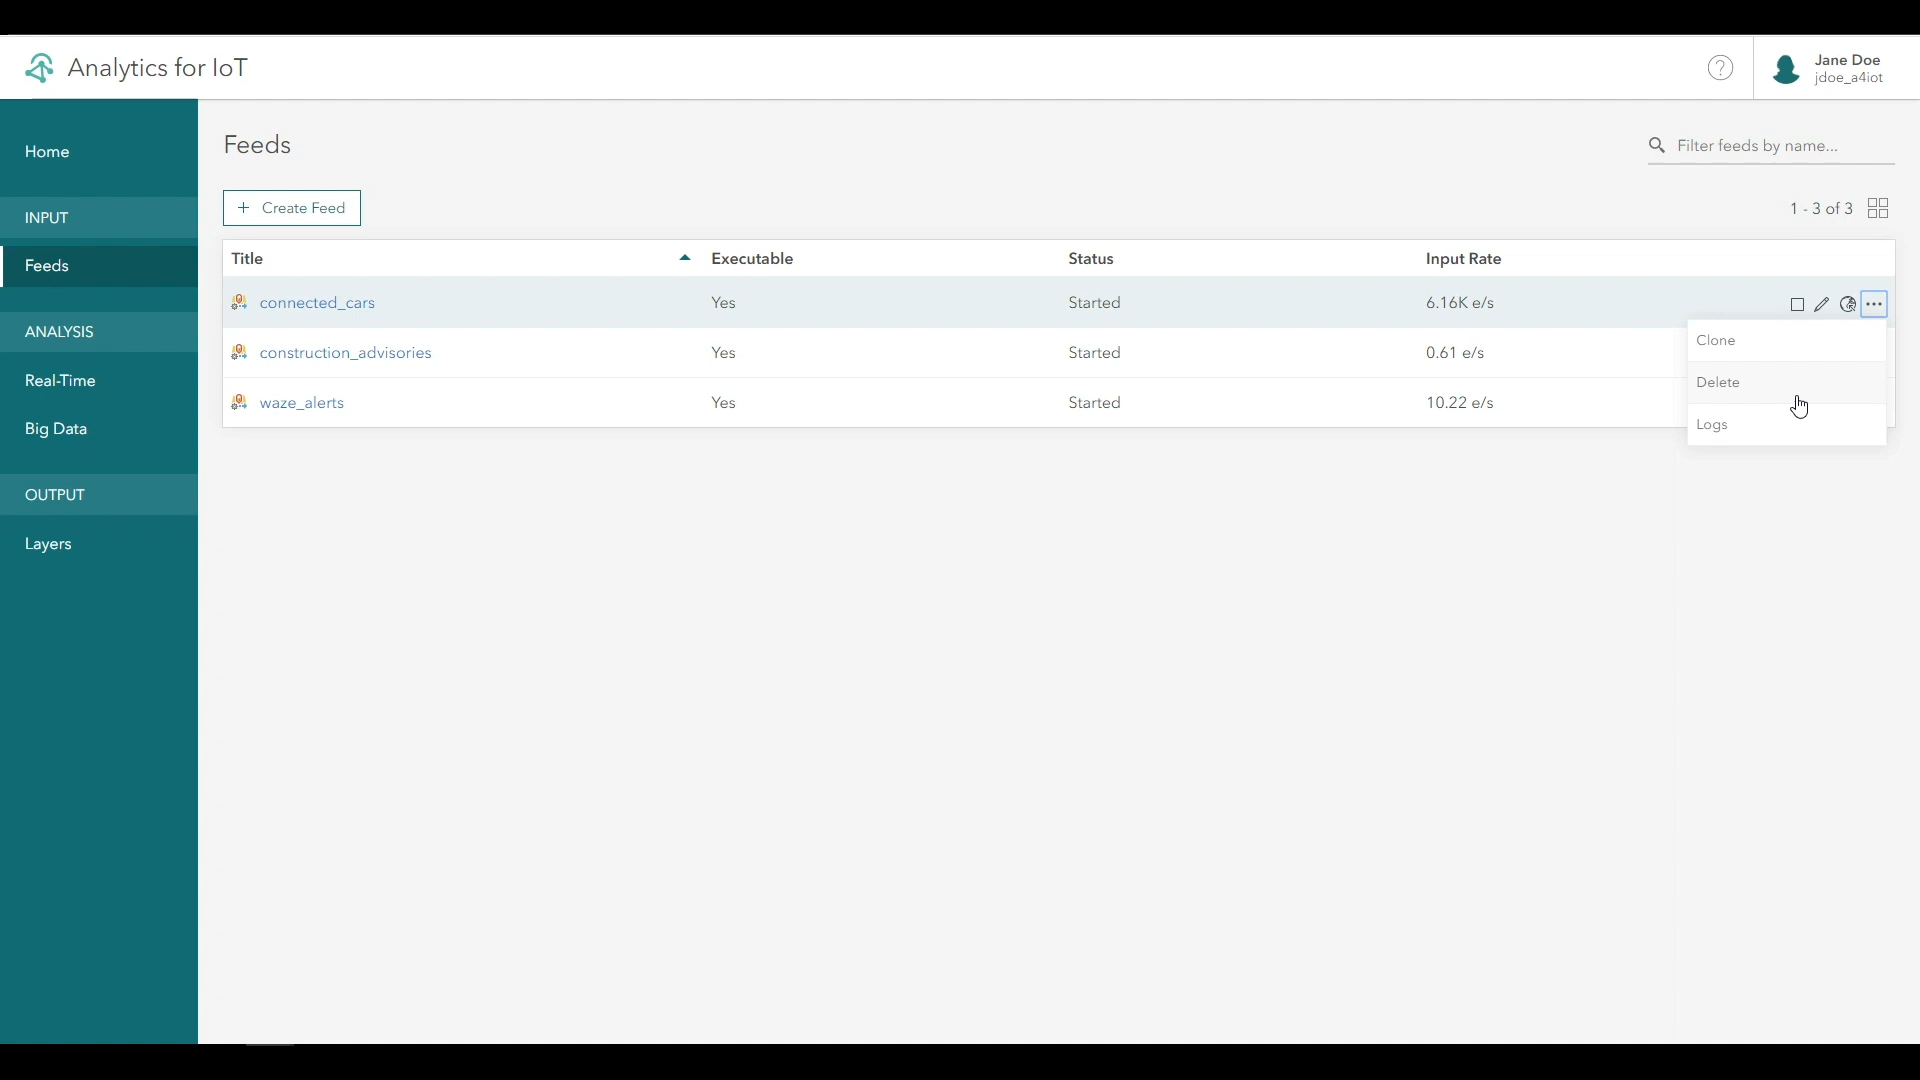 Analytics for IoT
?
Jane Doe
jdoe_a4iot
Home
INPUT
Feeds
ANALYSIS
Real-Time
Big Data
OUTPUT
Layers
Feeds
Filter feeds by name...
+ Create Feed
1 - 3 of 3
Title Executable Status Input Rate
connected_cars Yes Started 6.16K e/s
construction_advisories Yes Started 0.61 e/s
waze_alerts Yes Started 10.22 e/s
Clone
Delete
Logs